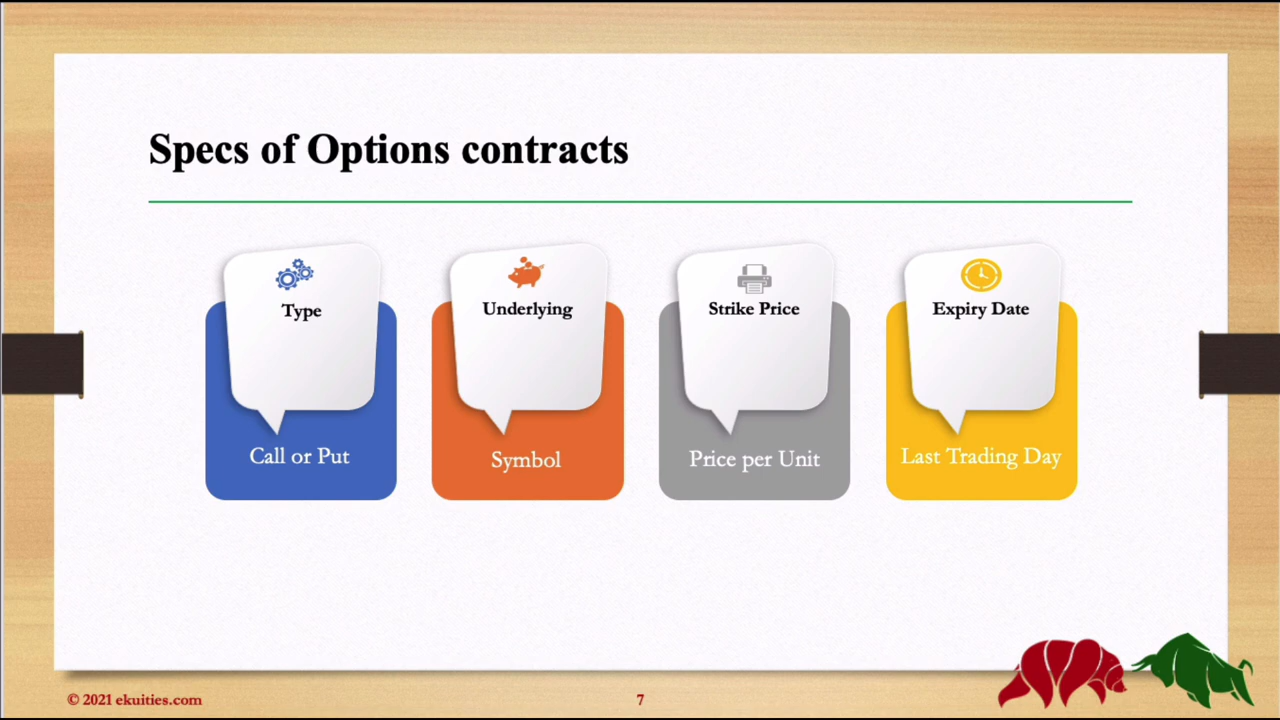 Specs of Options contracts
Type
Call or Put
Underlying
Symbol
Strike Price
Price per Unit
Expiry Date
Last Trading Day
© 2021 ekuities.com
7